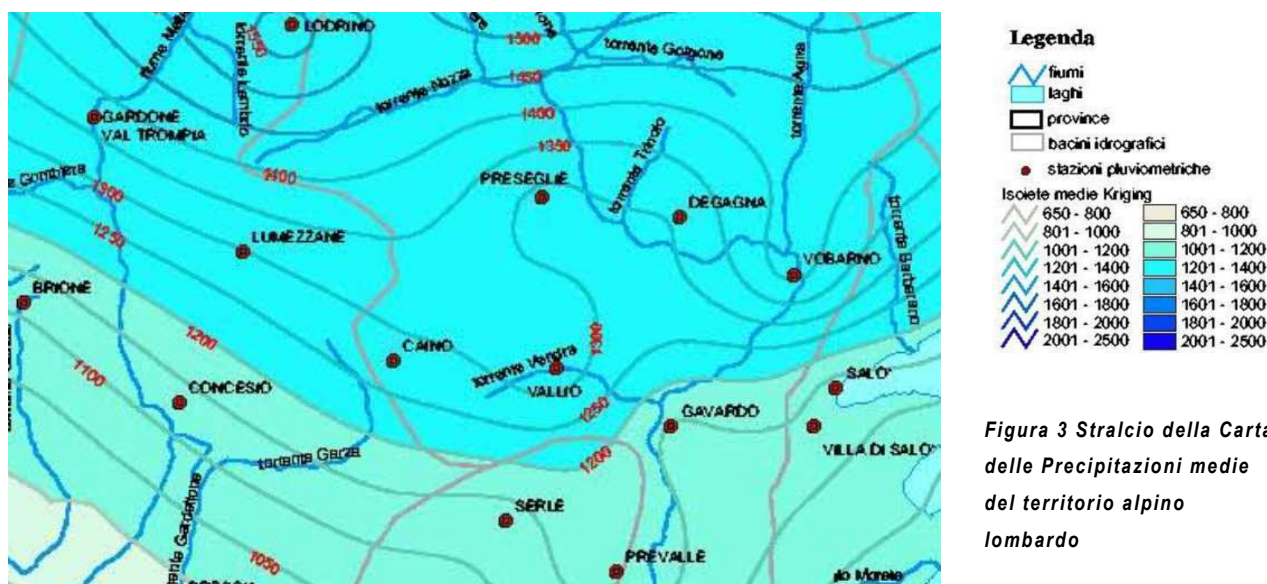 1550
LODRINO
1500
torrente Gorgone
1450
torrente Nozza
torrente Agna
1400
GARDONE
VAL TROMPIA
1350
1400
PRESEGLIE
1300
DEGAGNA
1250
LUMEZZANE
VOBARNO
BRIONE
torrente Barbarano
1200
1300
CAINO
torrente Vendra
VALLIO
1100
CONCESIO
SALO'
1250
GAVARDO
VILLA DI SALO'
torrente Garza
1200
SERLE
1050
PREVALLE
Legenda
fiumi
laghi
province
bacini idrografici
stazioni pluviometriche
Isoiete medie Kriging
650 - 800 650 - 800
801 - 1000 801 - 1000
1001 - 1200 1001 - 1200
1201 - 1400 1201 - 1400
1401 - 1600 1401 - 1600
1601 - 1800 1601 - 1800
1801 - 2000 1801 - 2000
2001 - 2500 2001 - 2500
Figura 3 Stralcio della Carta
delle Precipitazioni medie
del territorio alpino
lombardo